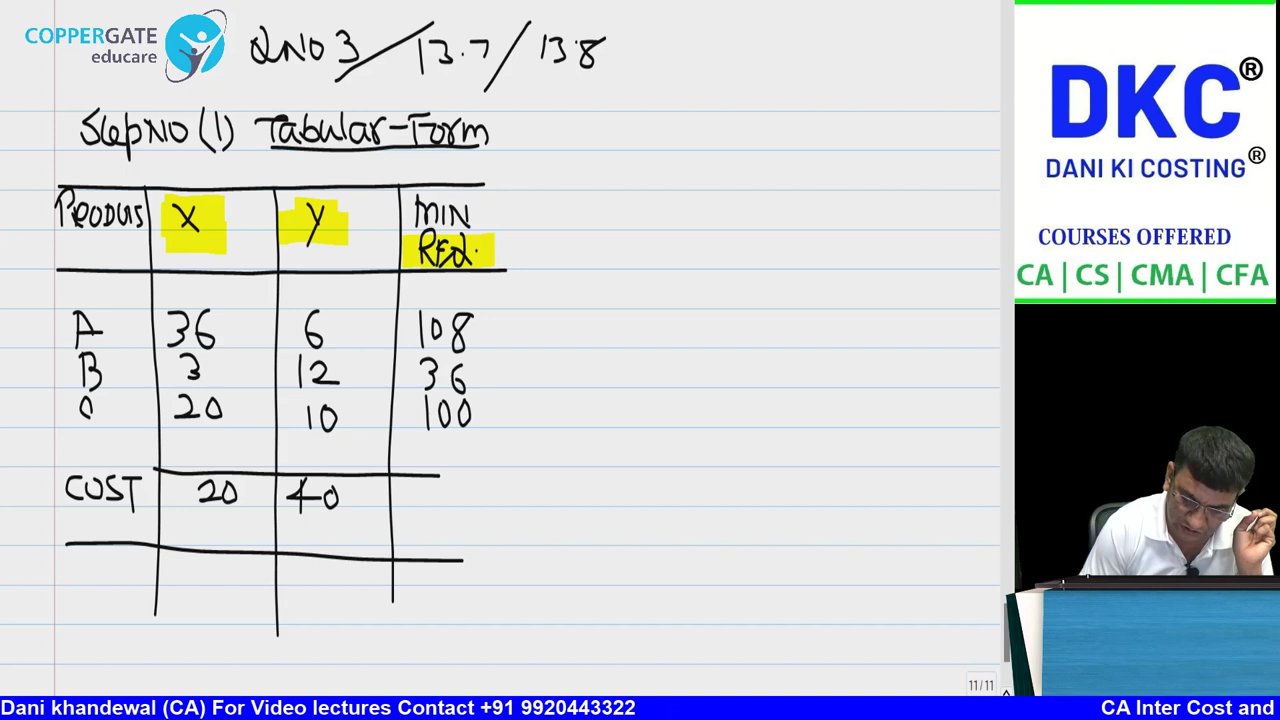 COPPERGATE
educare
QNO 3 / 13.7 / 13.8
Step NO (1) Tabular-Form
PRODUTS X Y MIN
REQ.
A 36 6 108
B 3 12 36
C 20 10 100
COST 20 40
11/11
DKC®
DANI KI COSTING®
COURSES OFFERED
CA | CS | CMA | CFA
Dani khandewal (CA) For Video lectures Contact +91 9920443322
CA Inter Cost and